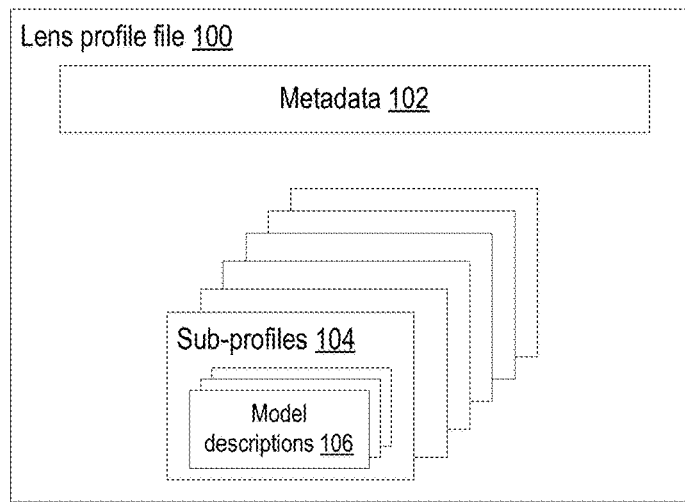 Lens profile file 100
Metadata 102
Sub-profiles 104
Model
descriptions 106